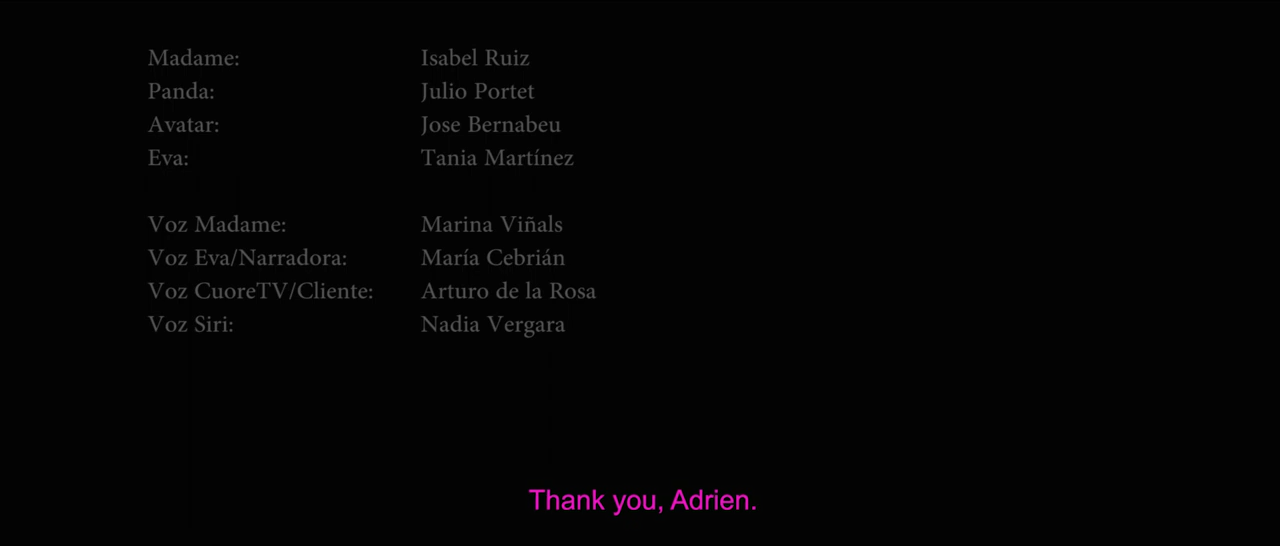 Madame: Isabel Ruiz
Panda: Julio Portet
Avatar: Jose Bernabeu
Eva: Tania Martínez
Voz Madame: Marina Viñals
Voz Eva/Narradora: María Cebrián
Voz CuoreTV/Cliente: Arturo de la Rosa
Voz Siri: Nadia Vergara
Thank you, Adrien.